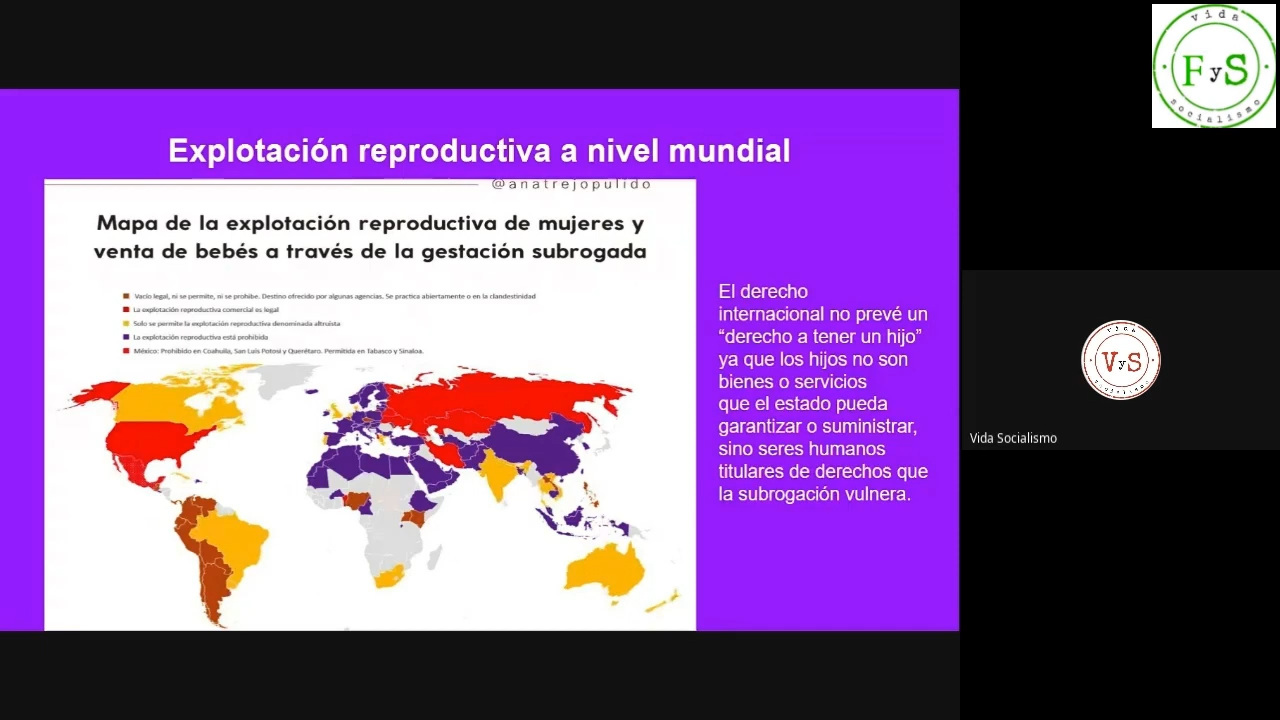 vida
FyS
socialismo
Explotación reproductiva a nivel mundial
@anatrejopulido
Mapa de la explotación reproductiva de mujeres y
venta de bebés a través de la gestación subrogada
Vacío legal, ni se permite, ni se prohíbe. Destino ofrecido por algunas agencias. Se practica abiertamente o en la clandestinidad
La explotación reproductiva comercial es legal
Solo se permite la explotación reproductiva denominada altruista
La explotación reproductiva está prohibida
México: Prohibido en Coahuila, San Luis Potosí y Querétaro. Permitida en Tabasco y Sinaloa.
El derecho
internacional no prevé un
“derecho a tener un hijo”
ya que los hijos no son
bienes o servicios
que el estado pueda
garantizar o suministrar,
sino seres humanos
titulares de derechos que
la subrogación vulnera.
VyS
Vida Socialismo